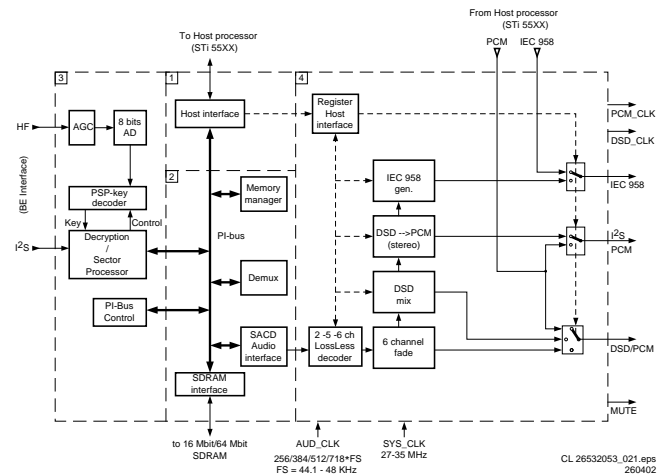 From Host processor
(STi 55XX)
PCM
IEC 958
To Host processor
(STi 55XX)
3
1
4
HF
AGC
8 bits
AD
Host interface
Register
Host
interface
PCM_CLK
DSD_CLK
(BE Interface)
2
PSP-key
decoder
Memory
manager
IEC 958
gen.
IEC 958
Key
Control
PI-bus
DSD -->PCM
(stereo)
I²S
PCM
I²S
Decryption
/
Sector
Processor
Demux
DSD
mix
PI-Bus
Control
SACD
Audio
interface
2 -5 -6 ch
LossLess
decoder
6 channel
fade
DSD/PCM
SDRAM
interface
MUTE
to 16 Mbit/64 Mbit
SDRAM
AUD_CLK
256/384/512/718*FS
FS = 44.1 - 48 KHz
SYS_CLK
27-35 MHz
CL 26532053_021.eps
260402